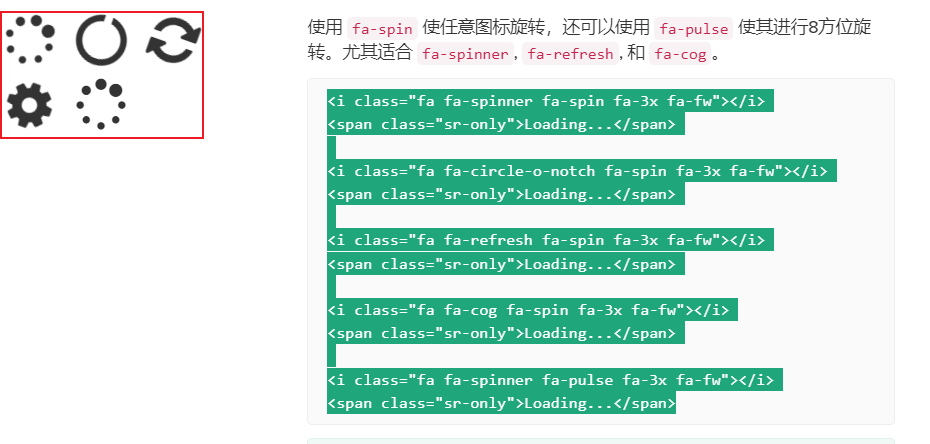 使用 fa-spin 使任意图标旋转，还可以使用 fa-pulse 使其进行8方位旋
转。尤其适合 fa-spinner , fa-refresh ,和 fa-cog 。
<i class="fa fa-spinner fa-spin fa-3x fa-fw"></i>
<span class="sr-only">Loading...</span>
<i class="fa fa-circle-o-notch fa-spin fa-3x fa-fw"></i>
<span class="sr-only">Loading...</span>
<i class="fa fa-refresh fa-spin fa-3x fa-fw"></i>
<span class="sr-only">Loading...</span>
<i class="fa fa-cog fa-spin fa-3x fa-fw"></i>
<span class="sr-only">Loading...</span>
<i class="fa fa-spinner fa-pulse fa-3x fa-fw"></i>
<span class="sr-only">Loading...</span>